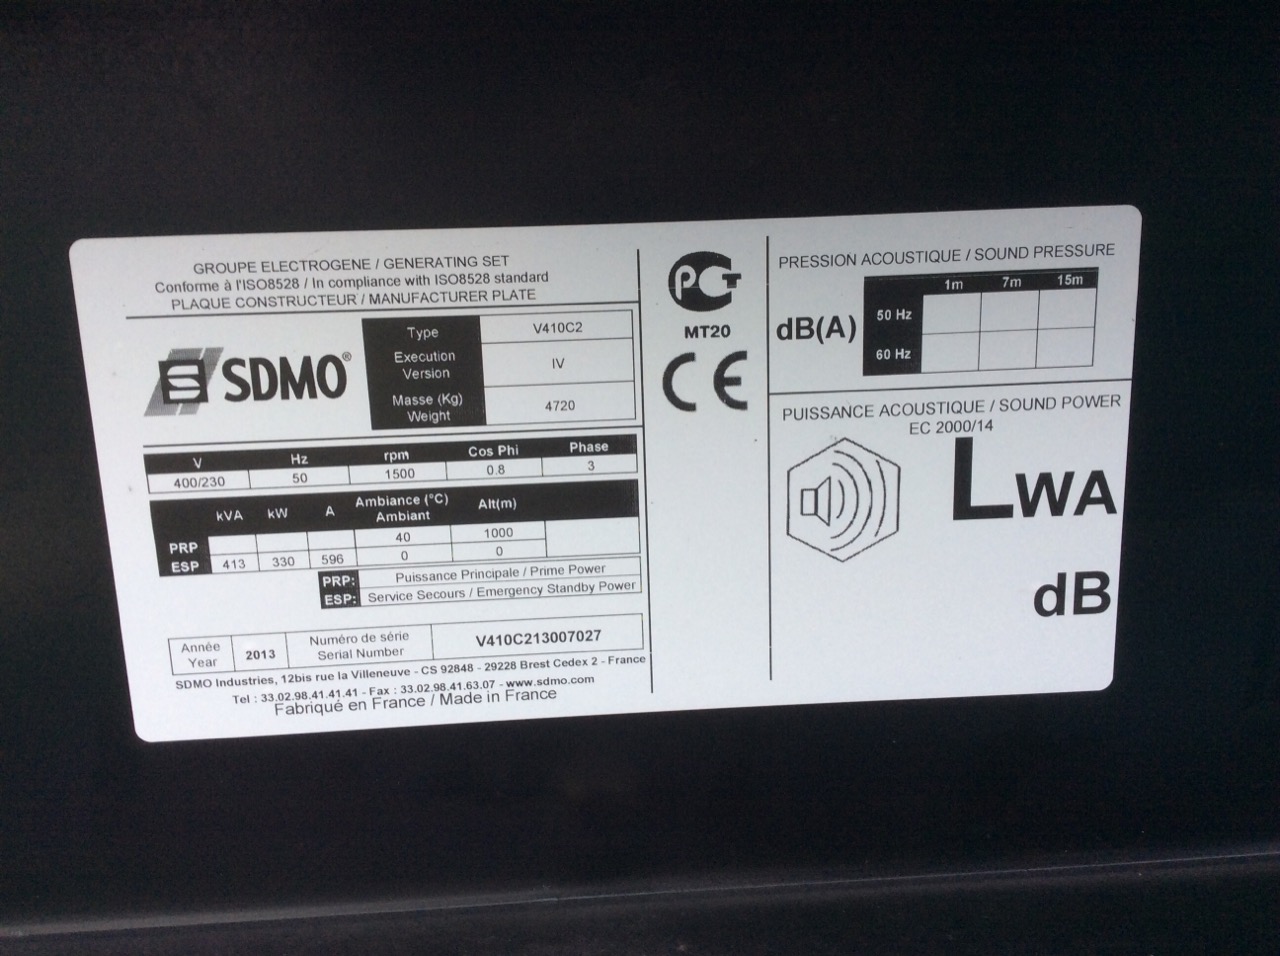 GROUPE ELECTROGENE / GENERATING SET
Conforme à l'ISO8528 / In compliance with ISO8528 standard
PLAQUE CONSTRUCTEUR / MANUFACTURER PLATE
SDMO®
Type V410C2
Execution Version IV
Masse (Kg) Weight 4720
V Hz rpm Cos Phi Phase
400/230 50 1500 0.8 3
kVA kW A Ambiance (°C) Ambiant Alt(m)
PRP 40 1000
ESP 413 330 596 0 0
PRP: Puissance Principale / Prime Power
ESP: Service Secours / Emergency Standby Power
Année Year 2013 Numéro de série Serial Number V410C213007027
SDMO Industries, 12bis rue la Villeneuve - CS 92848 - 29228 Brest Cedex 2 - France
Tel : 33.02.98.41.41.41 - Fax : 33.02.98.41.63.07 - www.sdmo.com
Fabriqué en France / Made in France
PCT
MT20
CE
PRESSION ACOUSTIQUE / SOUND PRESSURE
1m 7m 15m
dB(A)
50 Hz
60 Hz
PUISSANCE ACOUSTIQUE / SOUND POWER
EC 2000/14
LWA
dB